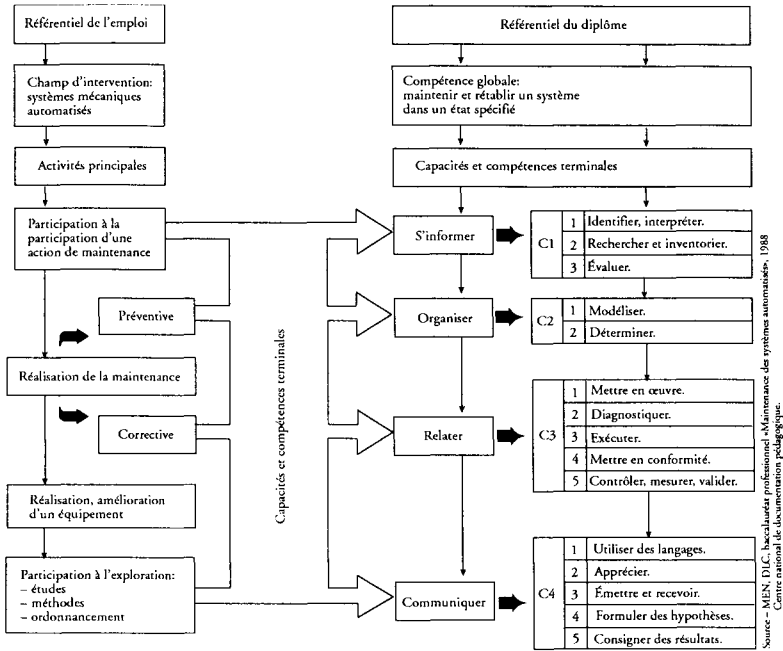 Référentiel de l'emploi
Champ d'intervention:
systèmes mécaniques
automatisés
Activités principales
Participation à la
participation d'une
action de maintenance
Préventive
Réalisation de la maintenance
Corrective
Réalisation, amélioration
d'un équipement
Participation à l'exploration:
– études
– méthodes
– ordonnancement
Capacités et compétences terminales
Référentiel du diplôme
Compétence globale:
maintenir et rétablir un système
dans un état spécifié
Capacités et compétences terminales
S'informer
C1
1 Identifier, interpréter.
2 Rechercher et inventorier.
3 Évaluer.
Organiser
C2
1 Modéliser.
2 Déterminer.
Relater
C3
1 Mettre en œuvre.
2 Diagnostiquer.
3 Exécuter.
4 Mettre en conformité.
5 Contrôler, mesurer, valider.
Communiquer
C4
1 Utiliser des langages.
2 Apprécier.
3 Émettre et recevoir.
4 Formuler des hypothèses.
5 Consigner des résultats.
Source – MEN, DLC, baccalauréat professionnel «Maintenance des systèmes automatisés», 1988
Centre national de documentation pédagogique.